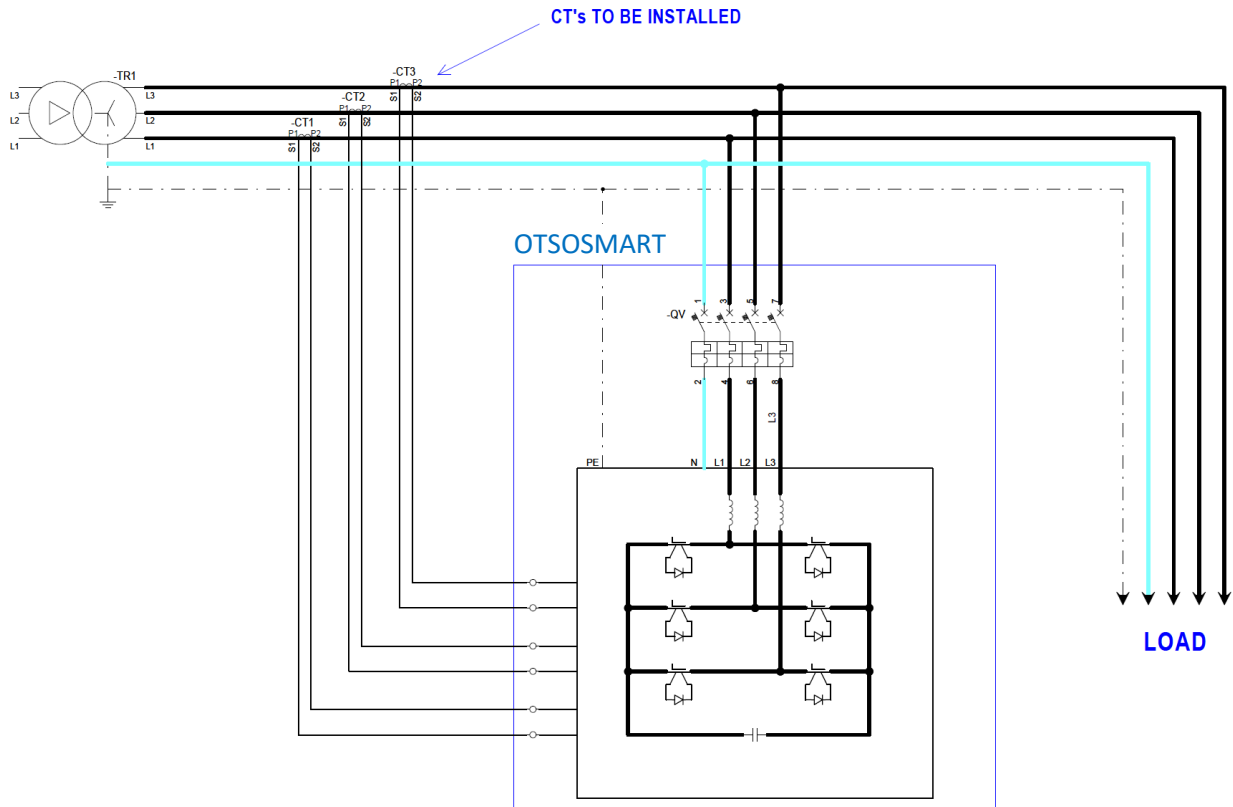 CT's TO BE INSTALLED
-TR1
-CT3
P1 P2
S1
S2
-CT2
P1 P2
S1
S2
-CT1
P1 P2
S1
S2
L3
L2
L1
L3
L2
L1
OTSOSMART
-QV
1
3
5
7
2
4
6
8
L3
PE
N
L1
L2
L3
LOAD